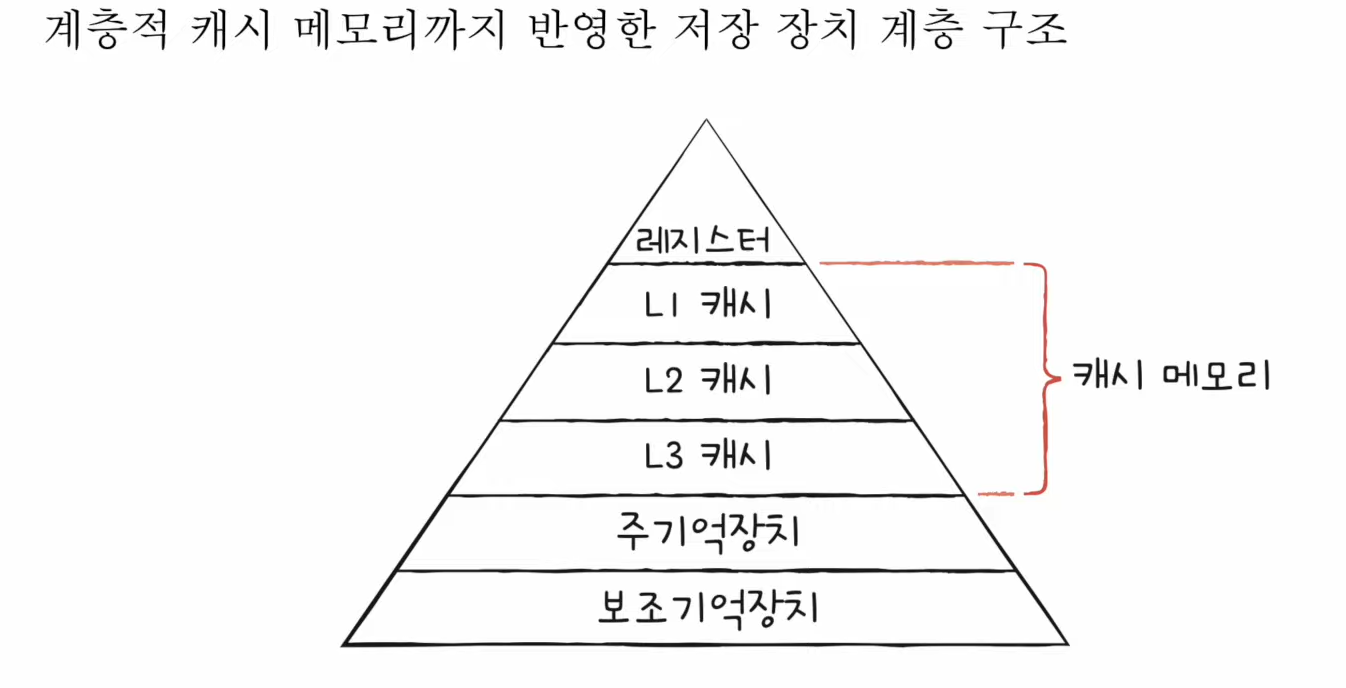 계층적 캐시 메모리까지 반영한 저장 장치 계층 구조
레지스터
L1 캐시
L2 캐시
캐시 메모리
L3 캐시
주기억장치
보조기억장치